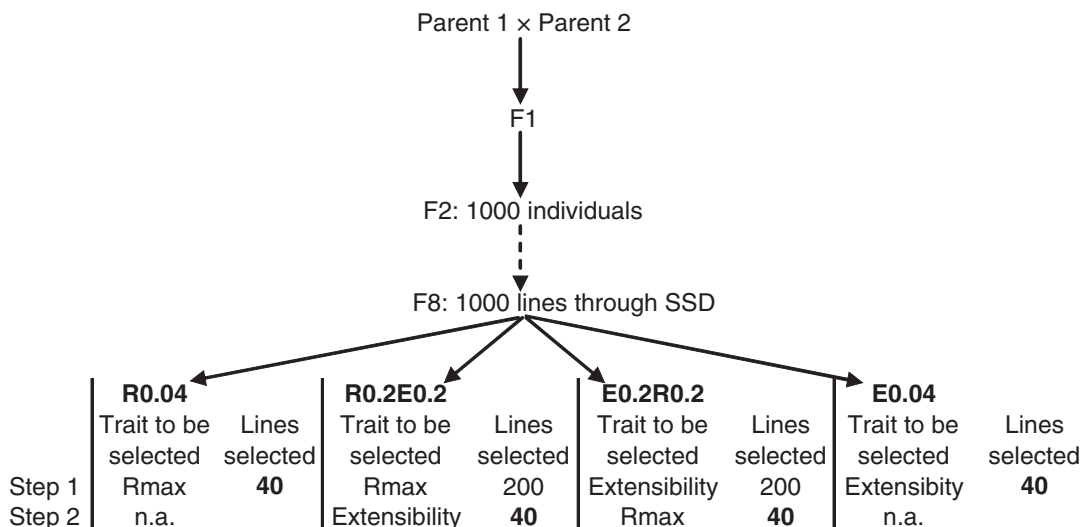 Parent 1 × Parent 2
F1
F2: 1000 individuals
F8: 1000 lines through SSD
R0.04 R0.2E0.2 E0.2R0.2 E0.04
Trait to be Lines Trait to be Lines Trait to be Lines Trait to be Lines
selected selected selected selected selected selected selected selected
Step 1 Rmax 40 Rmax 200 Extensibility 200 Extensibity 40
Step 2 n.a. Extensibility 40 Rmax 40 n.a.